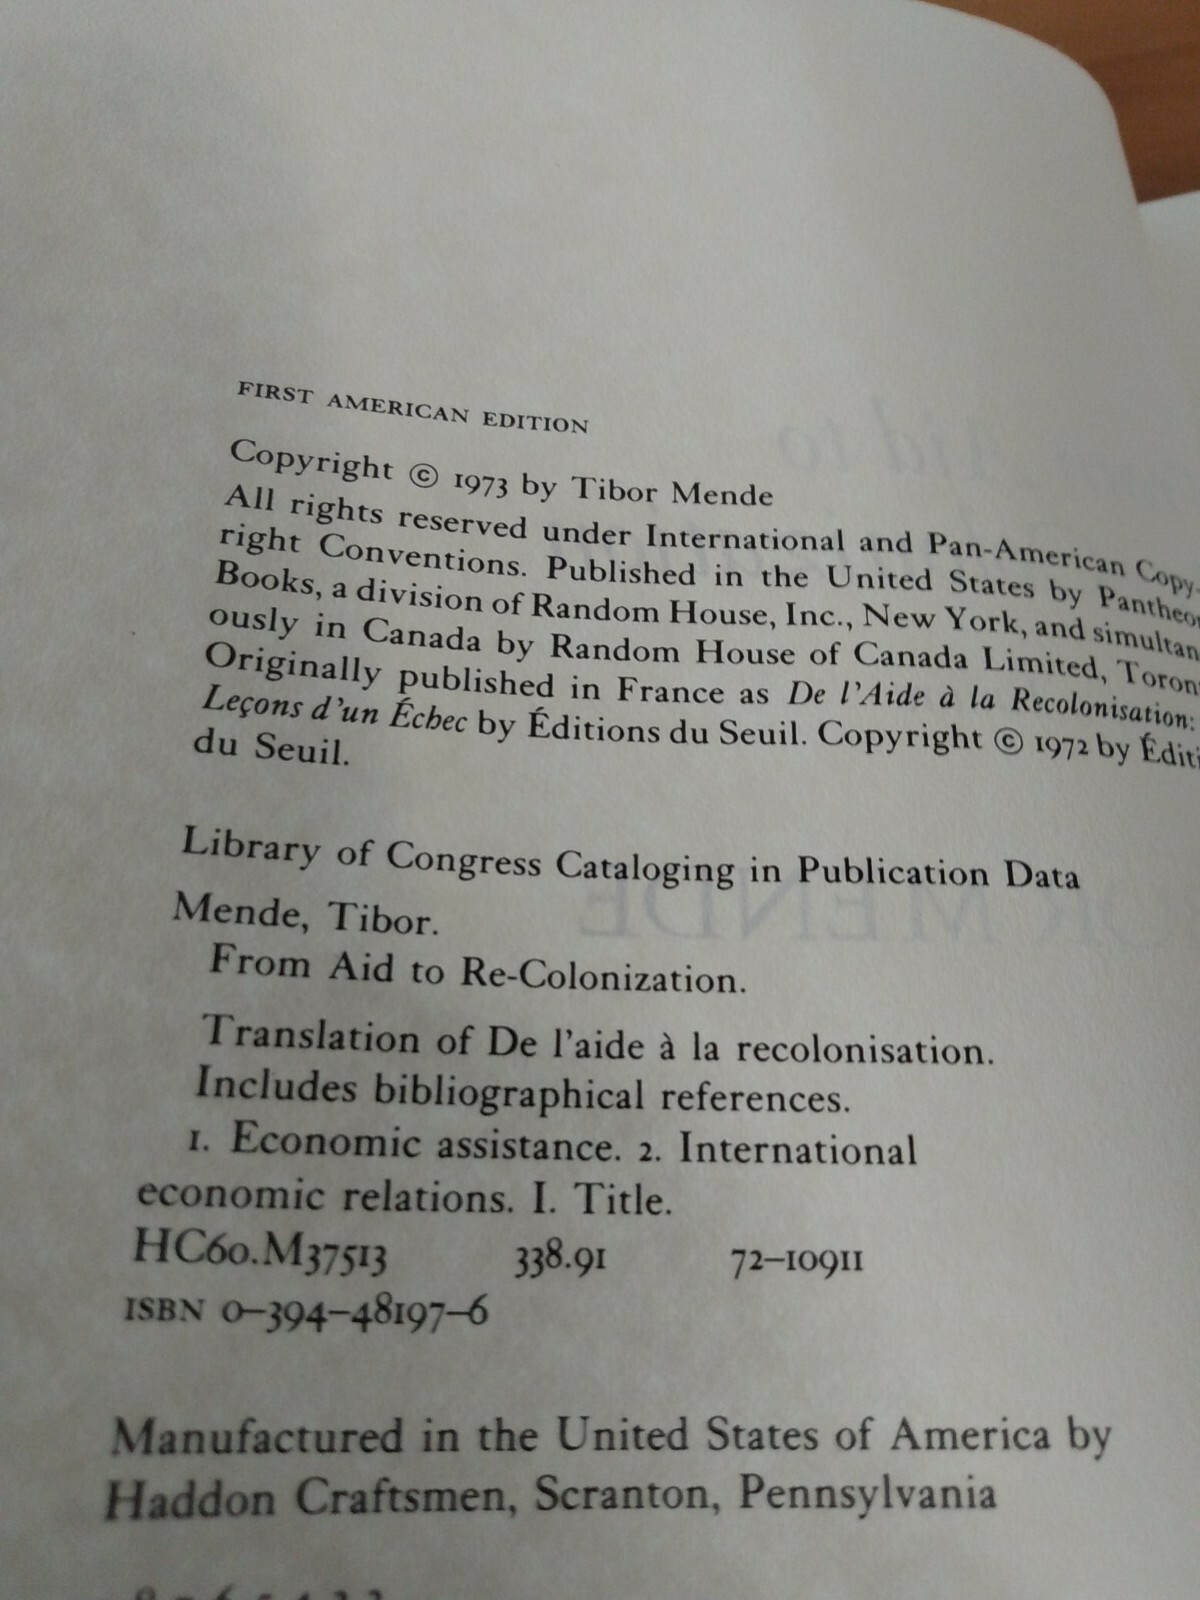 FIRST AMERICAN EDITION
Copyright © 1973 by Tibor Mende
All rights reserved under International and Pan-American Copy-
right Conventions. Published in the United States by
Books, a division of Random House, Inc., New York, and simultan
ously in Canada by Random House of Canada Limited,
Originally published in France as De l'Aide à la Recolonisation:
Leçons d'un Échec by Éditions du Seuil. Copyright © 1972 by
du Seuil.
Library of Congress Cataloging in Publication Data
Mende, Tibor.
From Aid to Re-Colonization.
Translation of De l'aide à la recolonisation.
Includes bibliographical references.
1. Economic assistance. 2. International
economic relations. I. Title.
HC60.M37513 338.91 72–10911
ISBN 0–394–48197–6
Manufactured in the United States of America by
Haddon Craftsmen, Scranton, Pennsylvania